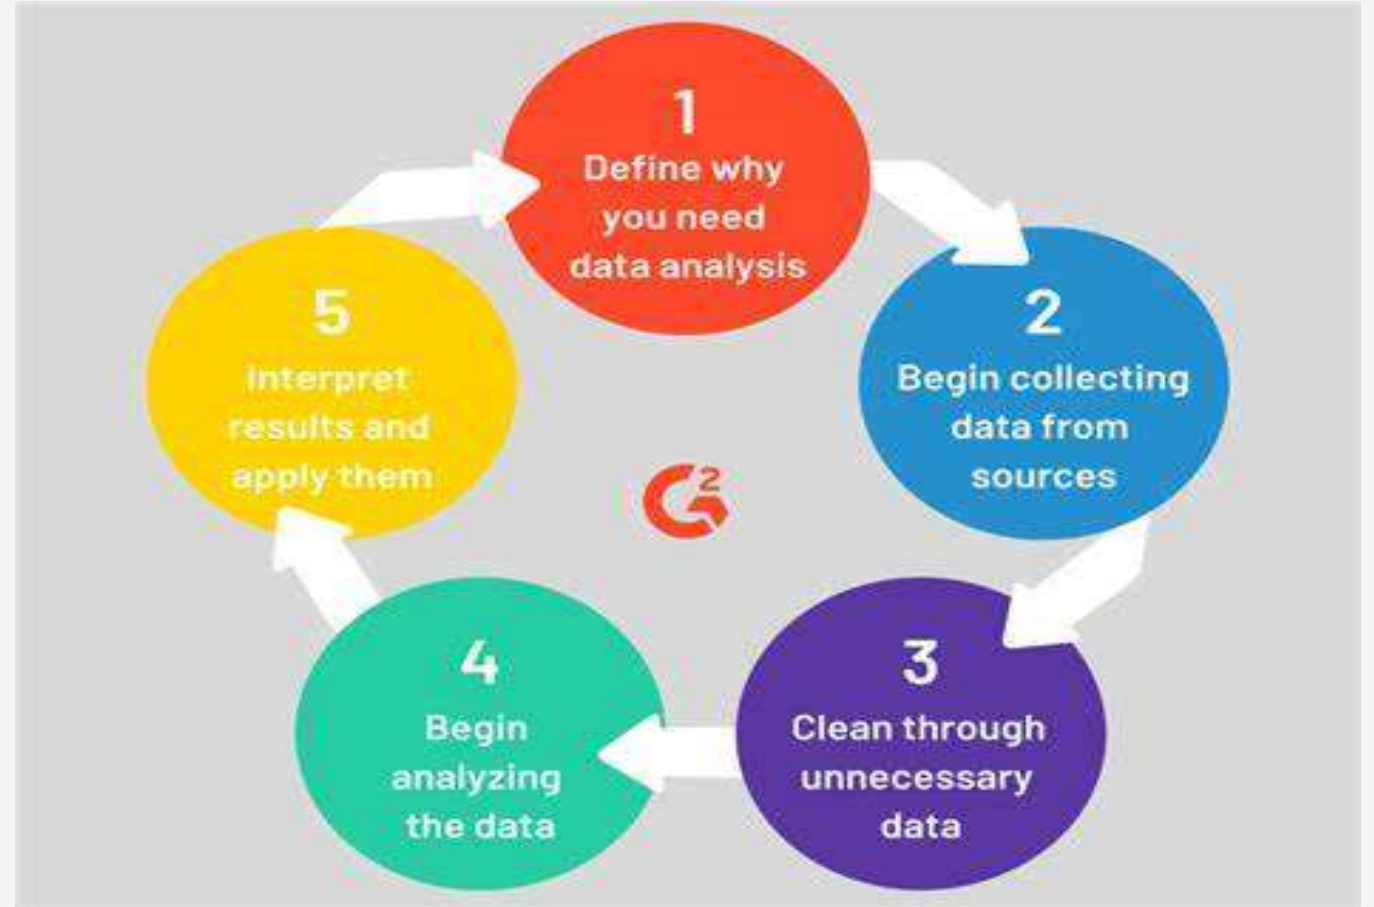 1
Define why
you need
data analysis
2
Begin collecting
data from
sources
3
Clean through
unnecessary
data
4
Begin
analyzing
the data
5
Interpret
results and
apply them
G2